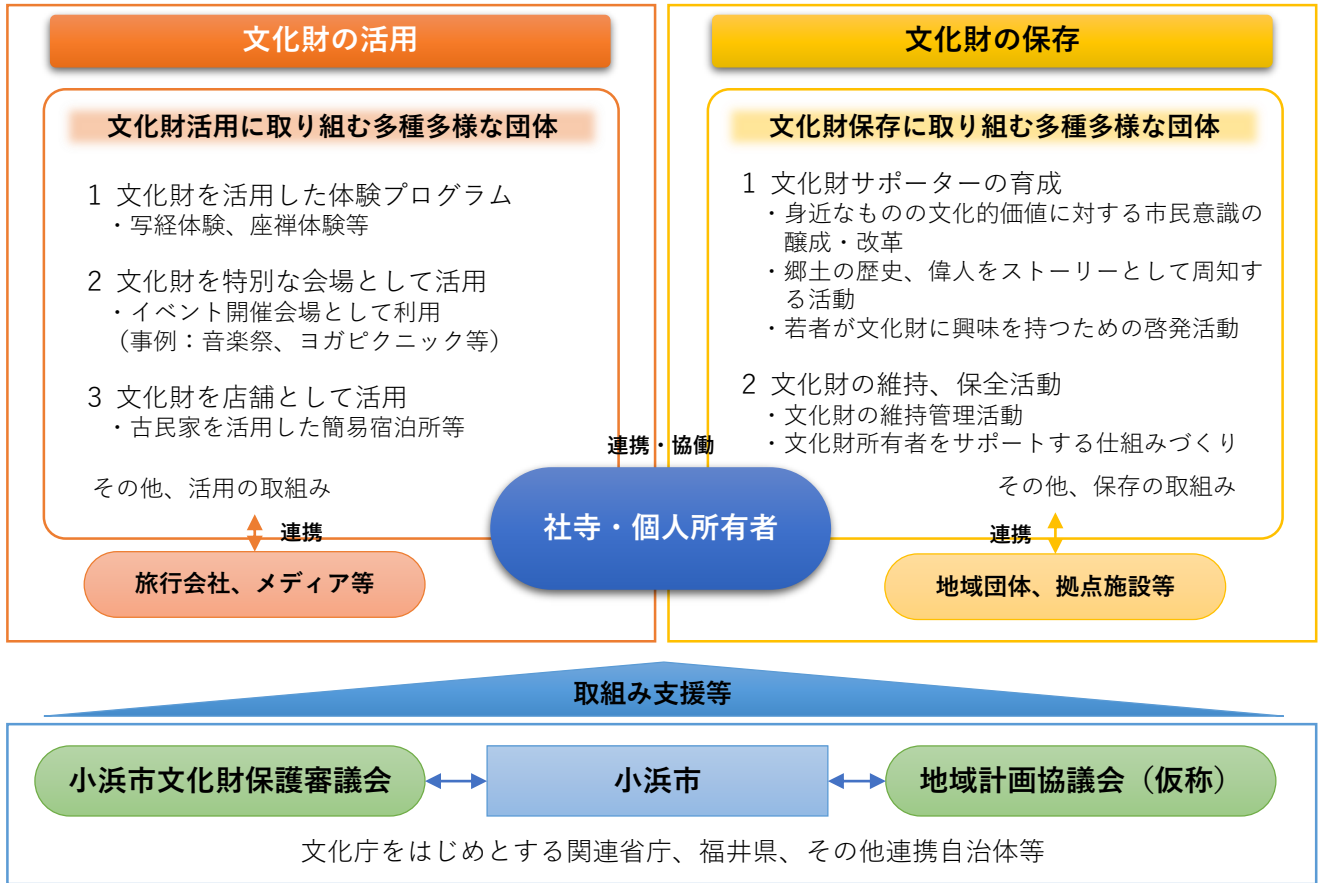 文化財の活用
文化財活用に取り組む多種多様な団体
1 文化財を活用した体験プログラム
・写経体験、座禅体験等
2 文化財を特別な会場として活用
・イベント開催会場として利用
（事例：音楽祭、ヨガピクニック等）
3 文化財を店舗として活用
・古民家を活用した簡易宿泊所等
その他、活用の取組み
連携
旅行会社、メディア等
文化財の保存
文化財保存に取り組む多種多様な団体
1 文化財サポーターの育成
・身近なものの文化的価値に対する市民意識の
醸成・改革
・郷土の歴史、偉人をストーリーとして周知す
る活動
・若者が文化財に興味を持つための啓発活動
2 文化財の維持、保全活動
・文化財の維持管理活動
・文化財所有者をサポートする仕組みづくり
その他、保存の取組み
連携
地域団体、拠点施設等
連携・協働
社寺・個人所有者
取組み支援等
小浜市文化財保護審議会
小浜市
地域計画協議会（仮称）
文化庁をはじめとする関連省庁、福井県、その他連携自治体等